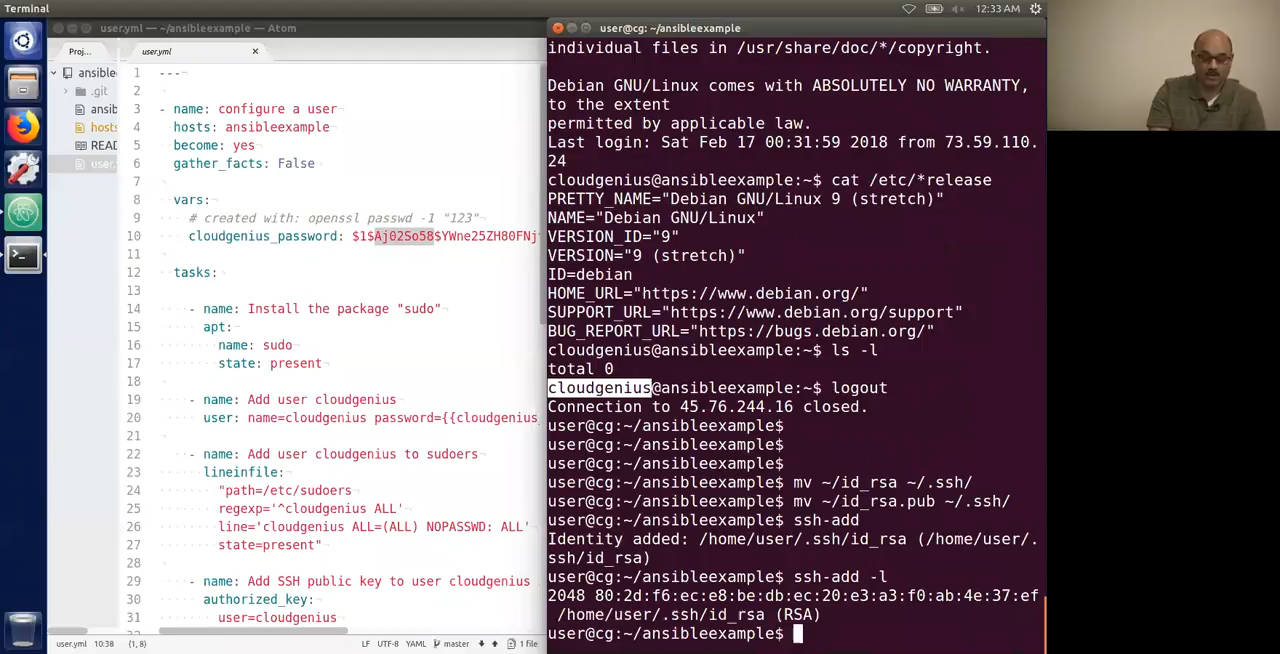 Terminal
12:33 AM
user.yml — ~/ansibleexample — Atom
Proj...
user.yml
ansible
.git
ansib
hosts
READ
user.
1 ---
2
3 - name: configure a user
4 hosts: ansibleexample
5 become: yes
6 gather_facts: False
7
8 vars:
9 # created with: openssl passwd -1 "123"
10 cloudgenius_password: $1$Aj02So58$YWne25ZH80FNj
11
12 tasks:
13
14 - name: Install the package "sudo"
15 apt:
16 name: sudo
17 state: present
18
19 - name: Add user cloudgenius
20 user: name=cloudgenius password={{cloudgenius_
21
22 - name: Add user cloudgenius to sudoers
23 lineinfile:
24 "path=/etc/sudoers
25 regexp='^cloudgenius ALL'
26 line='cloudgenius ALL=(ALL) NOPASSWD: ALL'
27 state=present"
28
29 - name: Add SSH public key to user cloudgenius
30 authorized_key:
31 user=cloudgenius
user.yml 10:38 (1, 8) LF UTF-8 YAML master 1 file
user@cg: ~/ansibleexample
individual files in /usr/share/doc/*/copyright.
Debian GNU/Linux comes with ABSOLUTELY NO WARRANTY,
to the extent
permitted by applicable law.
Last login: Sat Feb 17 00:31:59 2018 from 73.59.110.
24
cloudgenius@ansibleexample:~$ cat /etc/*release
PRETTY_NAME="Debian GNU/Linux 9 (stretch)"
NAME="Debian GNU/Linux"
VERSION_ID="9"
VERSION="9 (stretch)"
ID=debian
HOME_URL="https://www.debian.org/"
SUPPORT_URL="https://www.debian.org/support"
BUG_REPORT_URL="https://bugs.debian.org/"
cloudgenius@ansibleexample:~$ ls -l
total 0
cloudgenius@ansibleexample:~$ logout
Connection to 45.76.244.16 closed.
user@cg:~/ansibleexample$
user@cg:~/ansibleexample$
user@cg:~/ansibleexample$
user@cg:~/ansibleexample$ mv ~/id_rsa ~/.ssh/
user@cg:~/ansibleexample$ mv ~/id_rsa.pub ~/.ssh/
user@cg:~/ansibleexample$ ssh-add
Identity added: /home/user/.ssh/id_rsa (/home/user/.
ssh/id_rsa)
user@cg:~/ansibleexample$ ssh-add -l
2048 80:2d:f6:ec:e8:be:db:ec:20:e3:a3:f0:ab:4e:37:ef
/home/user/.ssh/id_rsa (RSA)
user@cg:~/ansibleexample$